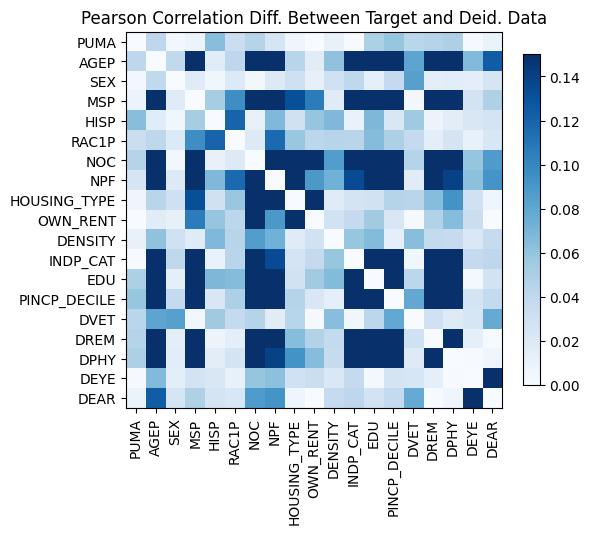 Pearson Correlation Diff. Between Target and Deid. Data
PUMA
AGEP
SEX
MSP
HISP
RAC1P
NOC
NPF
HOUSING_TYPE
OWN_RENT
DENSITY
INDP_CAT
EDU
PINCP_DECILE
DVET
DREM
DPHY
DEYE
DEAR
PUMA
AGEP
SEX
MSP
HISP
RAC1P
NOC
NPF
HOUSING_TYPE
OWN_RENT
DENSITY
INDP_CAT
EDU
PINCP_DECILE
DVET
DREM
DPHY
DEYE
DEAR
0.14
0.12
0.10
0.08
0.06
0.04
0.02
0.00